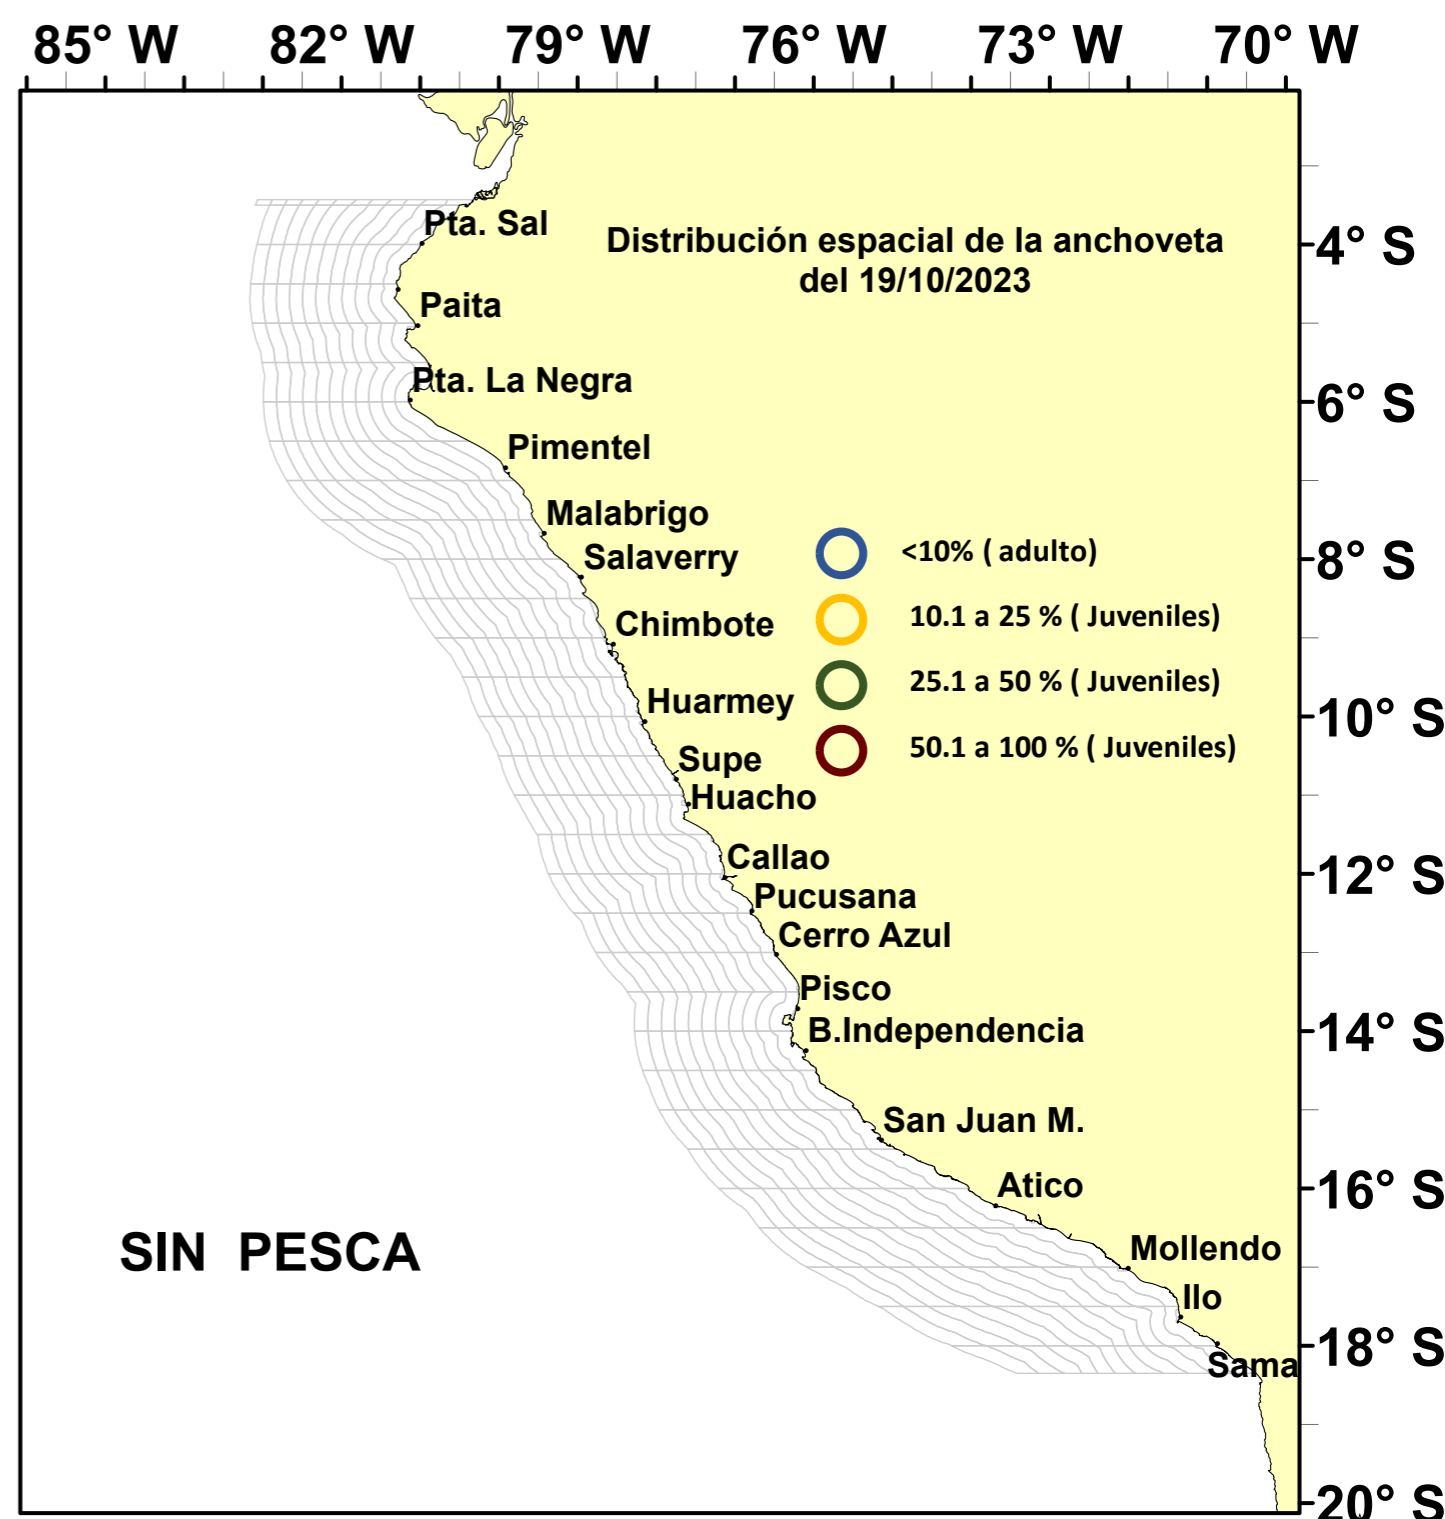 85° W 82° W 79° W 76° W 73° W 70° W
Pta. Sal
Distribución espacial de la anchoveta
del 19/10/2023
4° S
Paita
Pta. La Negra
6° S
Pimentel
Malabrigo
Salaverry
<10% ( adulto)
8° S
Chimbote
10.1 a 25 % ( Juveniles)
25.1 a 50 % ( Juveniles)
Huarmey
10° S
50.1 a 100 % ( Juveniles)
Supe
Huacho
Callao
12° S
Pucusana
Cerro Azul
Pisco
B.Independencia
14° S
San Juan M.
Atico
16° S
SIN PESCA
Mollendo
Ilo
18° S
Sama
20° S